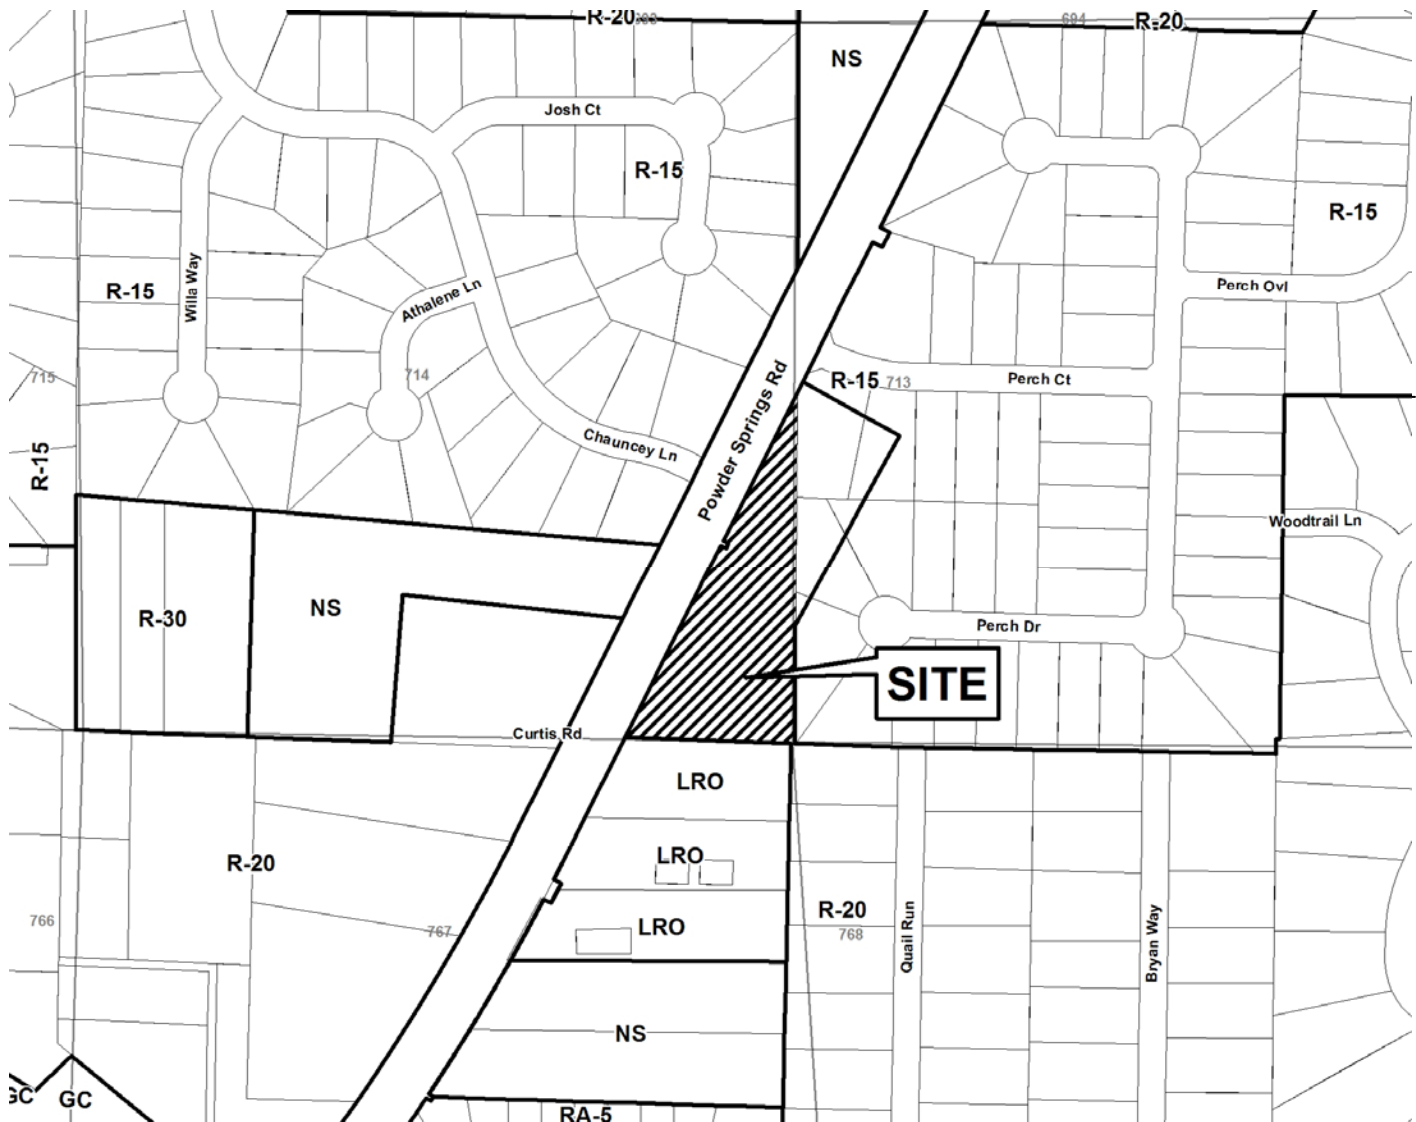 R-20
694
R-20
NS
Josh Ct
R-15
R-15
Willa Way
R-15
Athalene Ln
Perch Ovl
715
714
Powder Springs Rd
R-15
713
Perch Ct
Chauncey Ln
R-15
Woodtrail Ln
R-30
NS
Perch Dr
SITE
Curtis Rd
LRO
LRO
R-20
LRO
R-20
766
767
768
Quail Run
Bryan Way
NS
GC
RA-5